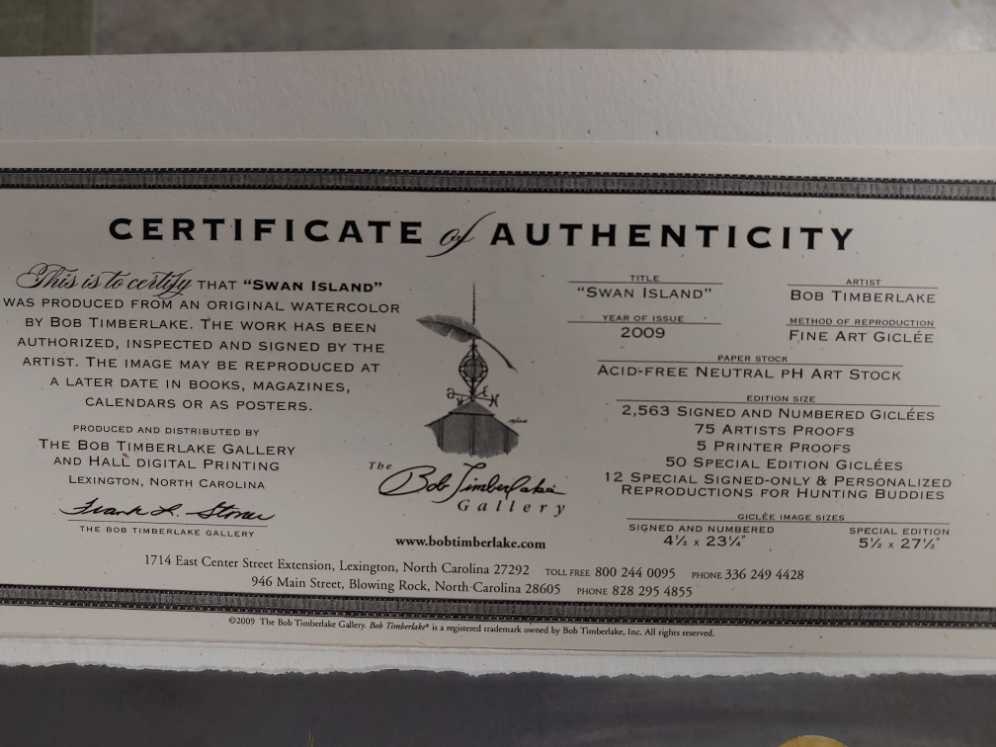 CERTIFICATE of AUTHENTICITY
This is to certify THAT "SWAN ISLAND"
WAS PRODUCED FROM AN ORIGINAL WATERCOLOR
BY BOB TIMBERLAKE. THE WORK HAS BEEN
AUTHORIZED, INSPECTED AND SIGNED BY THE
ARTIST. THE IMAGE MAY BE REPRODUCED AT
A LATER DATE IN BOOKS, MAGAZINES,
CALENDARS OR AS POSTERS.
PRODUCED AND DISTRIBUTED BY
THE BOB TIMBERLAKE GALLERY
AND HALL DIGITAL PRINTING
LEXINGTON, NORTH CAROLINA
Frank L. Stoner
THE BOB TIMBERLAKE GALLERY
The
Bob Timberlake
Gallery
www.bobtimberlake.com
TITLE
"SWAN ISLAND"
ARTIST
BOB TIMBERLAKE
YEAR OF ISSUE
2009
METHOD OF REPRODUCTION
FINE ART GICLÉE
PAPER STOCK
ACID-FREE NEUTRAL PH ART STOCK
EDITION SIZE
2,563 SIGNED AND NUMBERED GICLÉES
75 ARTISTS PROOFS
5 PRINTER PROOFS
50 SPECIAL EDITION GICLÉES
12 SPECIAL SIGNED-ONLY & PERSONALIZED
REPRODUCTIONS FOR HUNTING BUDDIES
GICLÉE IMAGE SIZES
SIGNED AND NUMBERED
SPECIAL EDITION
1714 East Center Street Extension, Lexington, North Carolina 27292 TOLL FREE 800 244 0095 PHONE 336 249 4428
946 Main Street, Blowing Rock, North Carolina 28605 PHONE 828 295 4855
©2009 The Bob Timberlake Gallery. Bob Timberlake® is a registered trademark owned by Bob Timberlake, Inc. All rights reserved.